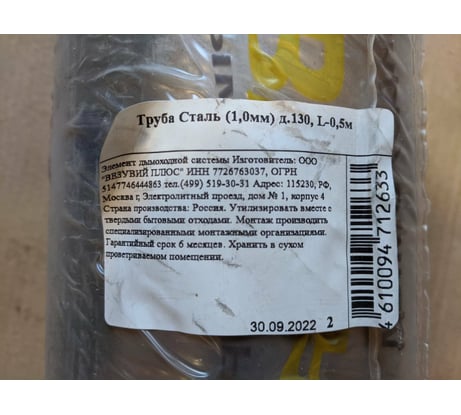 Труба Сталь (1,0мм) д.130, L-0,5м
Элемент дымоходной системы Изготовитель: ООО
"ВЕЗУВИЙ ПЛЮС" ИНН 7726763037, ОГРН
5147746444863 тел.(499) 519-30-31 Адрес: 115230, РФ,
Москва г, Электролитный проезд, дом № 1, корпус 4
Страна производства: Россия. Утилизировать вместе с
твердыми бытовыми отходами. Монтаж производить
специализированными монтажными организациями.
Гарантийный срок 6 месяцев. Хранить в сухом
проветриваемом помещении.
30.09.2022 2
4 610094 712633